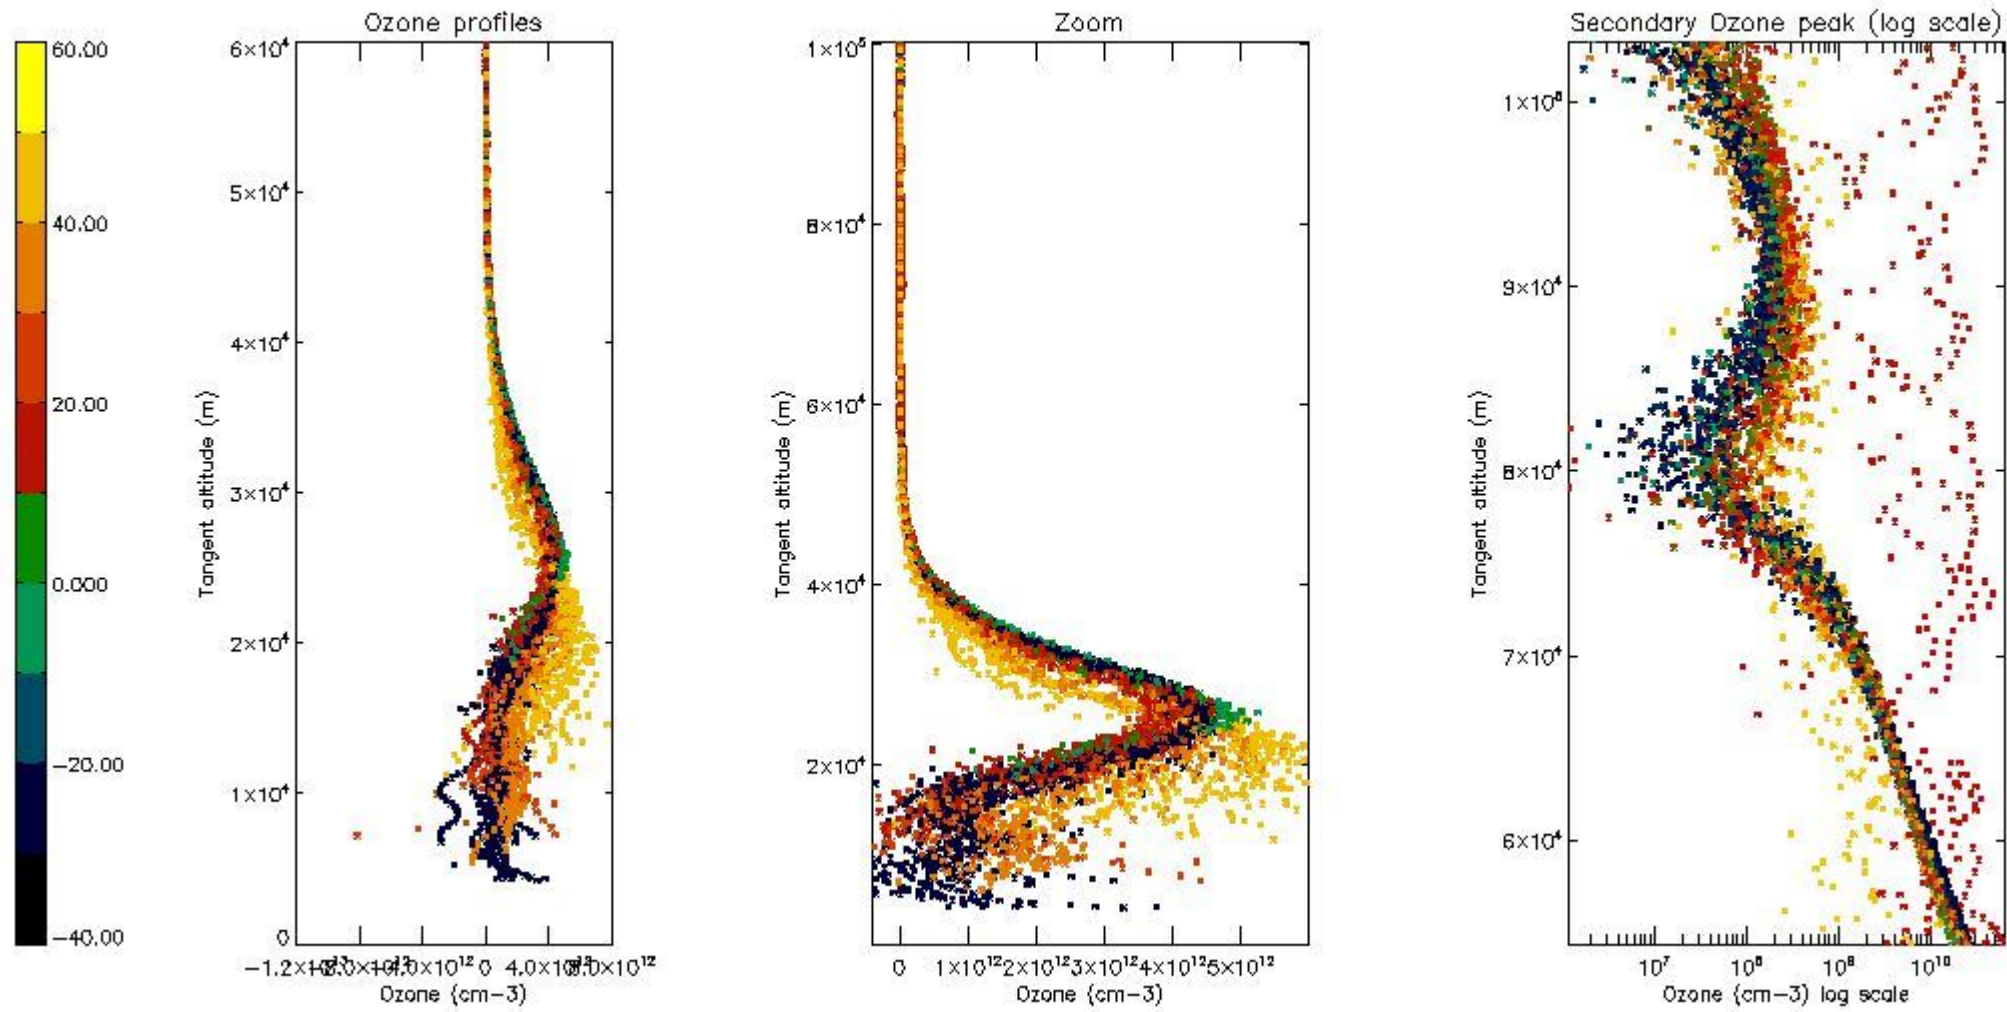 Ozone profiles
Zoom
Secondary Ozone peak (log scale)
60.00
40.00
20.00
0.000
−20.00
−40.00
6×10⁴
5×10⁴
4×10⁴
3×10⁴
2×10⁴
1×10⁴
0
Tangent altitude (m)
0
4.0×10¹²
8.0×10¹²
Ozone (cm−3)
1×10⁵
8×10⁴
6×10⁴
4×10⁴
2×10⁴
Tangent altitude (m)
0 1×10¹² 2×10¹² 3×10¹² 4×10¹² 5×10¹²
Ozone (cm−3)
1×10⁵
9×10⁴
8×10⁴
7×10⁴
6×10⁴
Tangent altitude (m)
10⁷ 10⁸ 10⁹ 10¹⁰
Ozone (cm−3) log scale